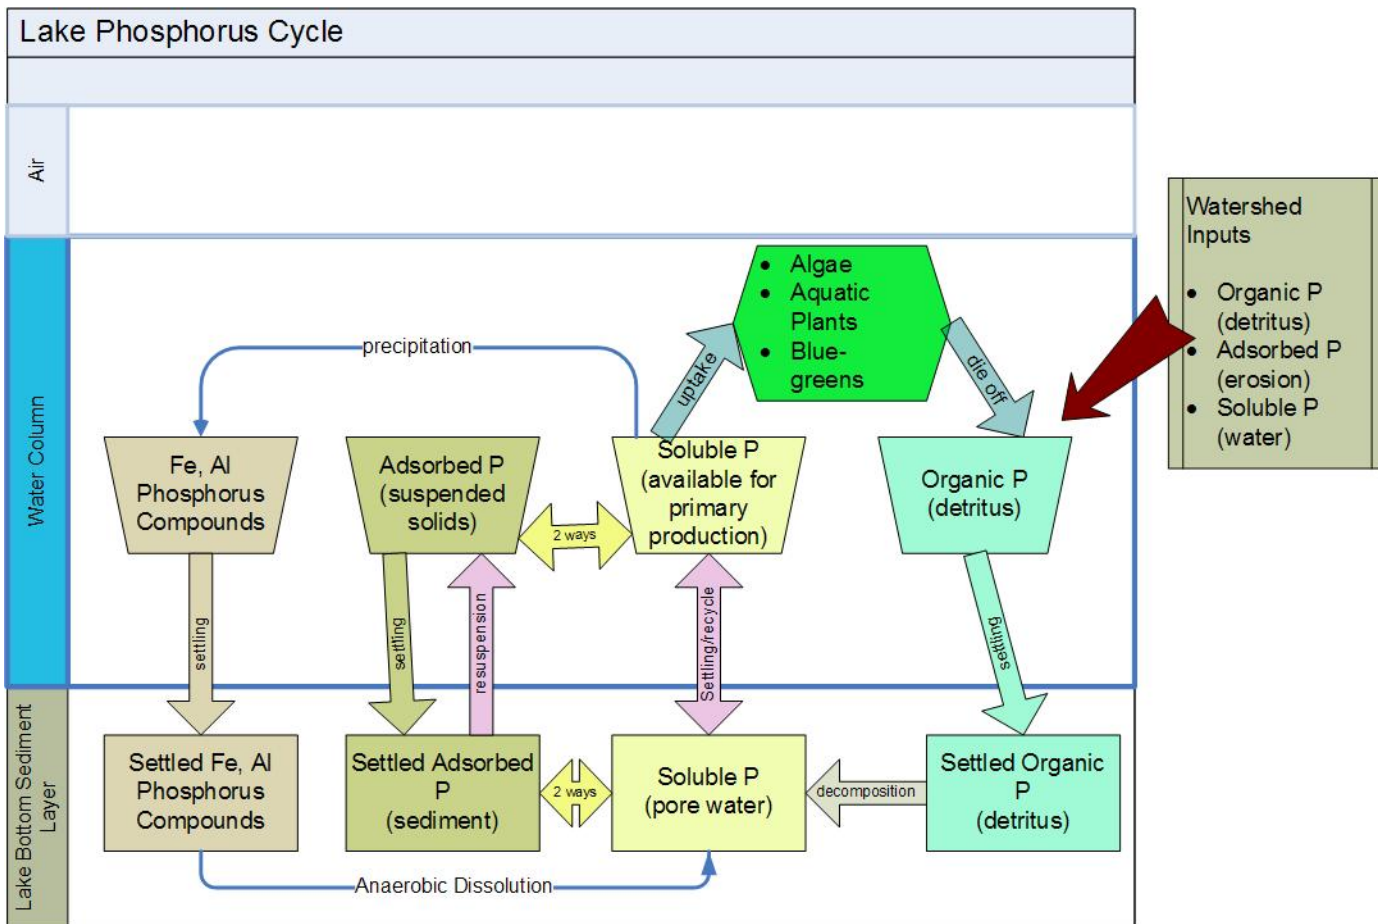 Lake Phosphorus Cycle
Air
Water Column
Lake Bottom Sediment
Layer
Watershed
Inputs
• Organic P
(detritus)
• Adsorbed P
(erosion)
• Soluble P
(water)
• Algae
• Aquatic
Plants
• Blue-
greens
precipitation
uptake
die off
Fe, Al
Phosphorus
Compounds
Adsorbed P
(suspended
solids)
2 ways
Soluble P
(available for
primary
production)
Organic P
(detritus)
settling
settling
resuspension
Settling/recycle
settling
Settled Fe, Al
Phosphorus
Compounds
Settled Adsorbed
P
(sediment)
2 ways
Soluble P
(pore water)
decomposition
Settled Organic
P
(detritus)
Anaerobic Dissolution